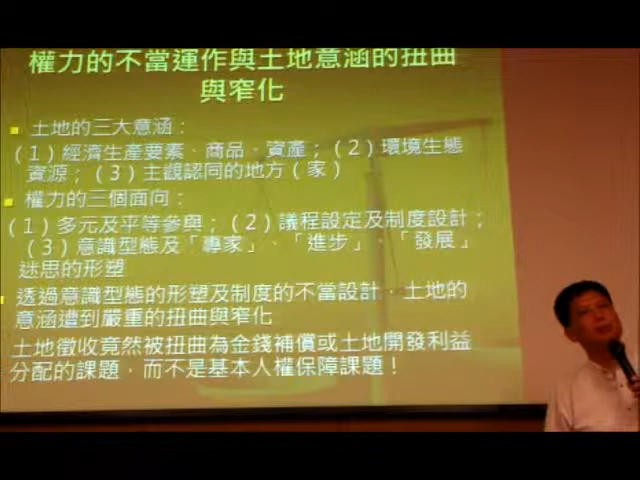 權力的不當運作與土地意涵的扭曲
與窄化
土地的三大意涵：
（1）經濟生產要素、商品、資產；（2）環境生態
資源；（3）主觀認同的地方（家）
權力的三個面向：
（1）多元及平等參與；（2）議程設定及制度設計；
（3）意識型態及「專家」、「進步」、「發展」
迷思的形塑
透過意識型態的形塑及制度的不當設計，土地的
意涵遭到嚴重的扭曲與窄化
土地徵收竟然被扭曲為金錢補償或土地開發利益
分配的課題，而不是基本人權保障課題！